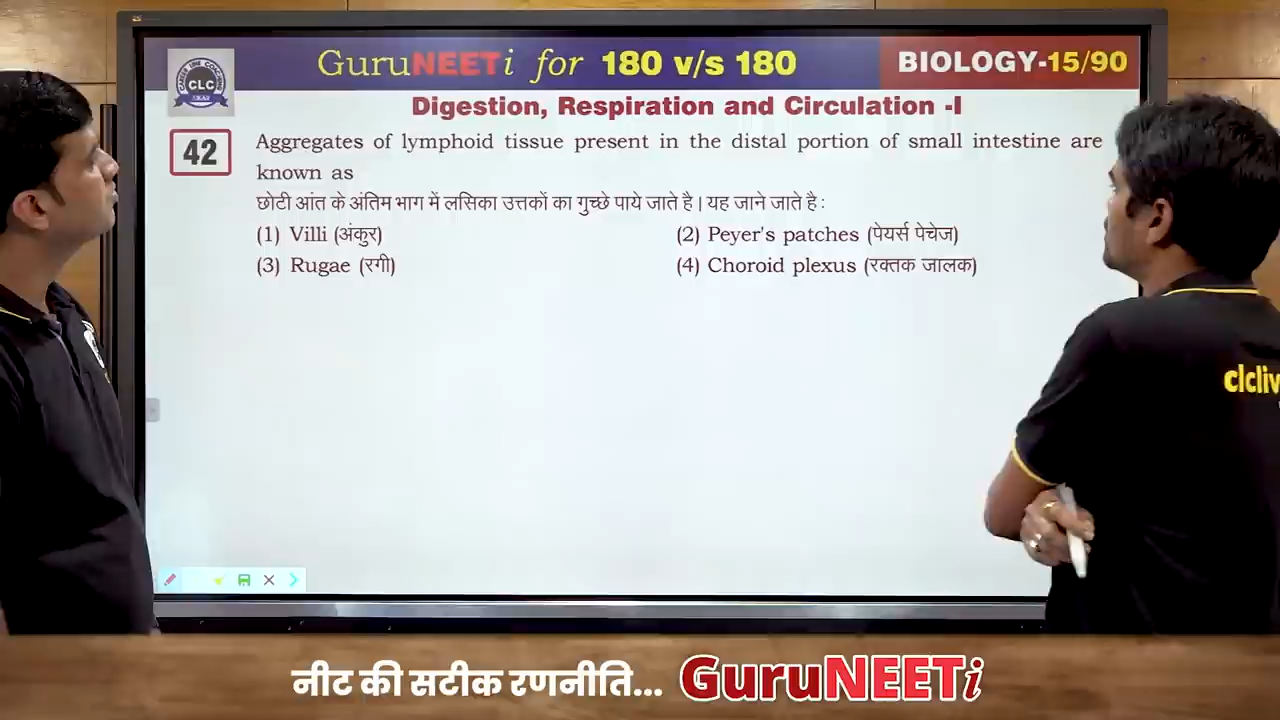 GuruNEETi for 180 v/s 180
BIOLOGY-15/90
CLC
Digestion, Respiration and Circulation -I
42
Aggregates of lymphoid tissue present in the distal portion of small intestine are
known as
छोटी आंत के अंतिम भाग में लसिका उत्तकों का गुच्छे पाये जाते है। यह जाने जाते है :
(1) Villi (अंकुर)
(2) Peyer's patches (पेयर्स पेचेज)
(3) Rugae (रगी)
(4) Choroid plexus (रक्तक जालक)
clcliv
नीट की सटीक रणनीति... GuruNEETi